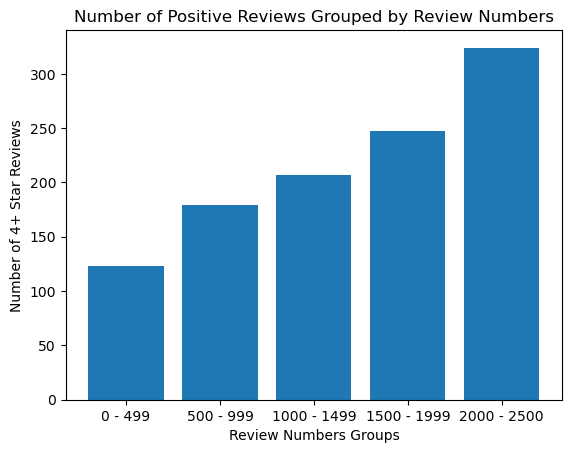 Number of Positive Reviews Grouped by Review Numbers
300
250
200
150
100
50
0
Number of 4+ Star Reviews
0 - 499 500 - 999 1000 - 1499 1500 - 1999 2000 - 2500
Review Numbers Groups